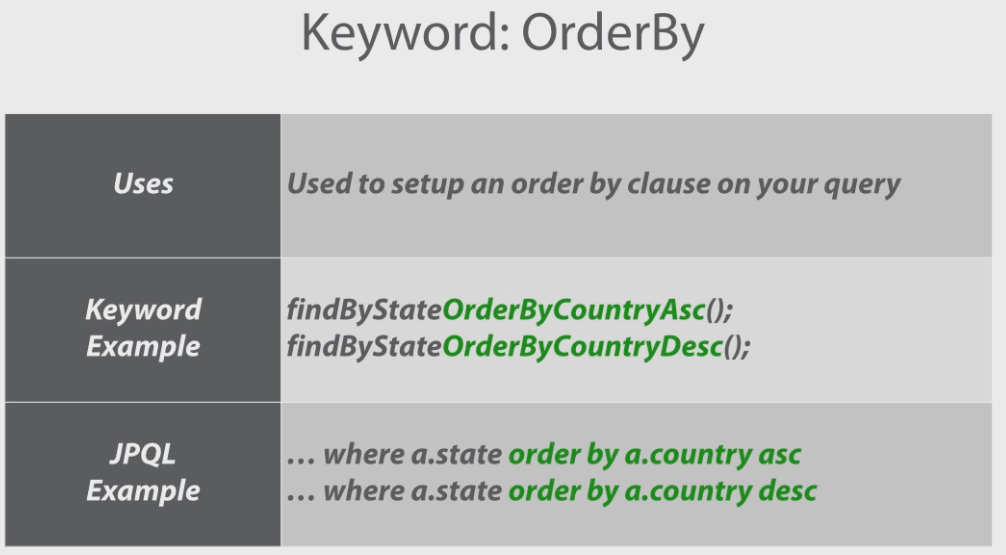 Keyword: OrderBy
Uses
Used to setup an order by clause on your query
Keyword
Example
findByStateOrderByCountryAsc();
findByStateOrderByCountryDesc();
JPQL
Example
… where a.state order by a.country asc
… where a.state order by a.country desc